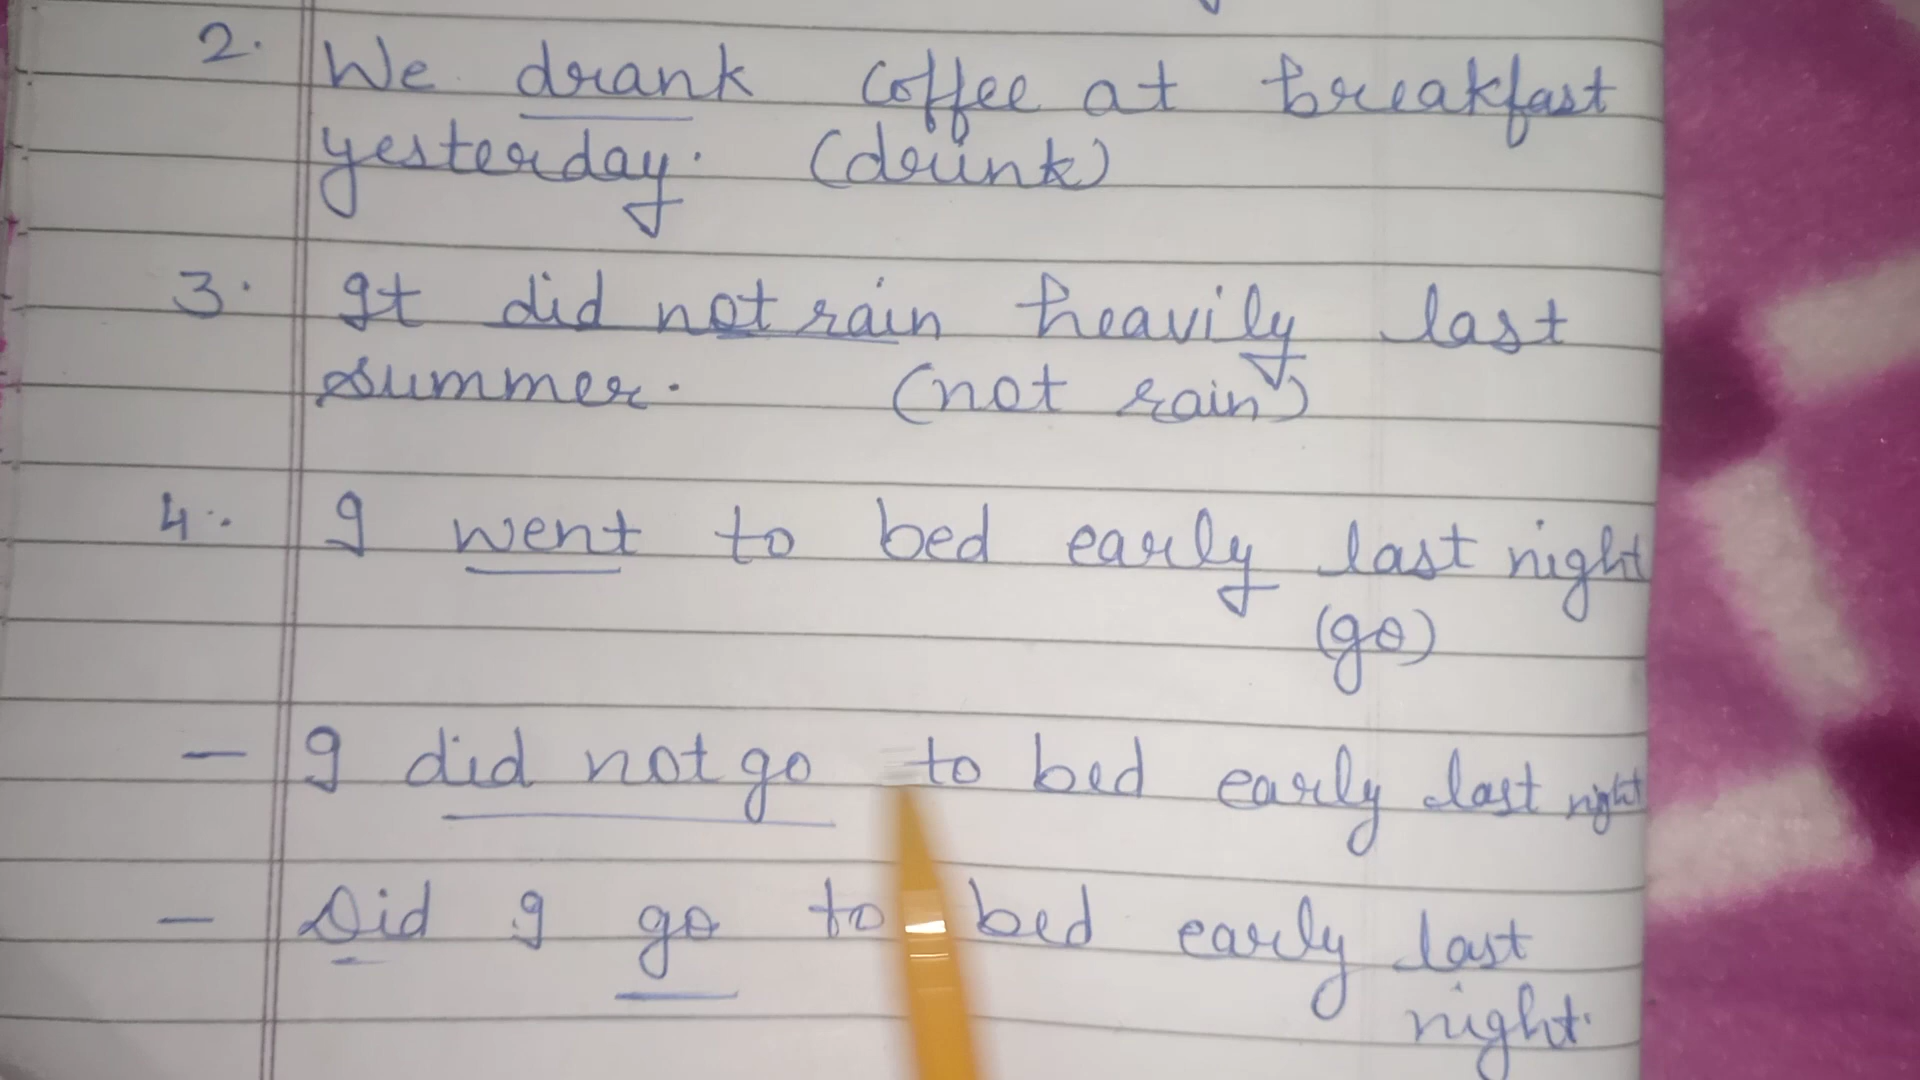 2. We drank coffee at breakfast
yesterday. (drink)
3. It did not rain heavily last
summer. (not rain)
4. I went to bed early last night
(go)
— I did not go to bed early last night
— Did I go to bed early last
night.